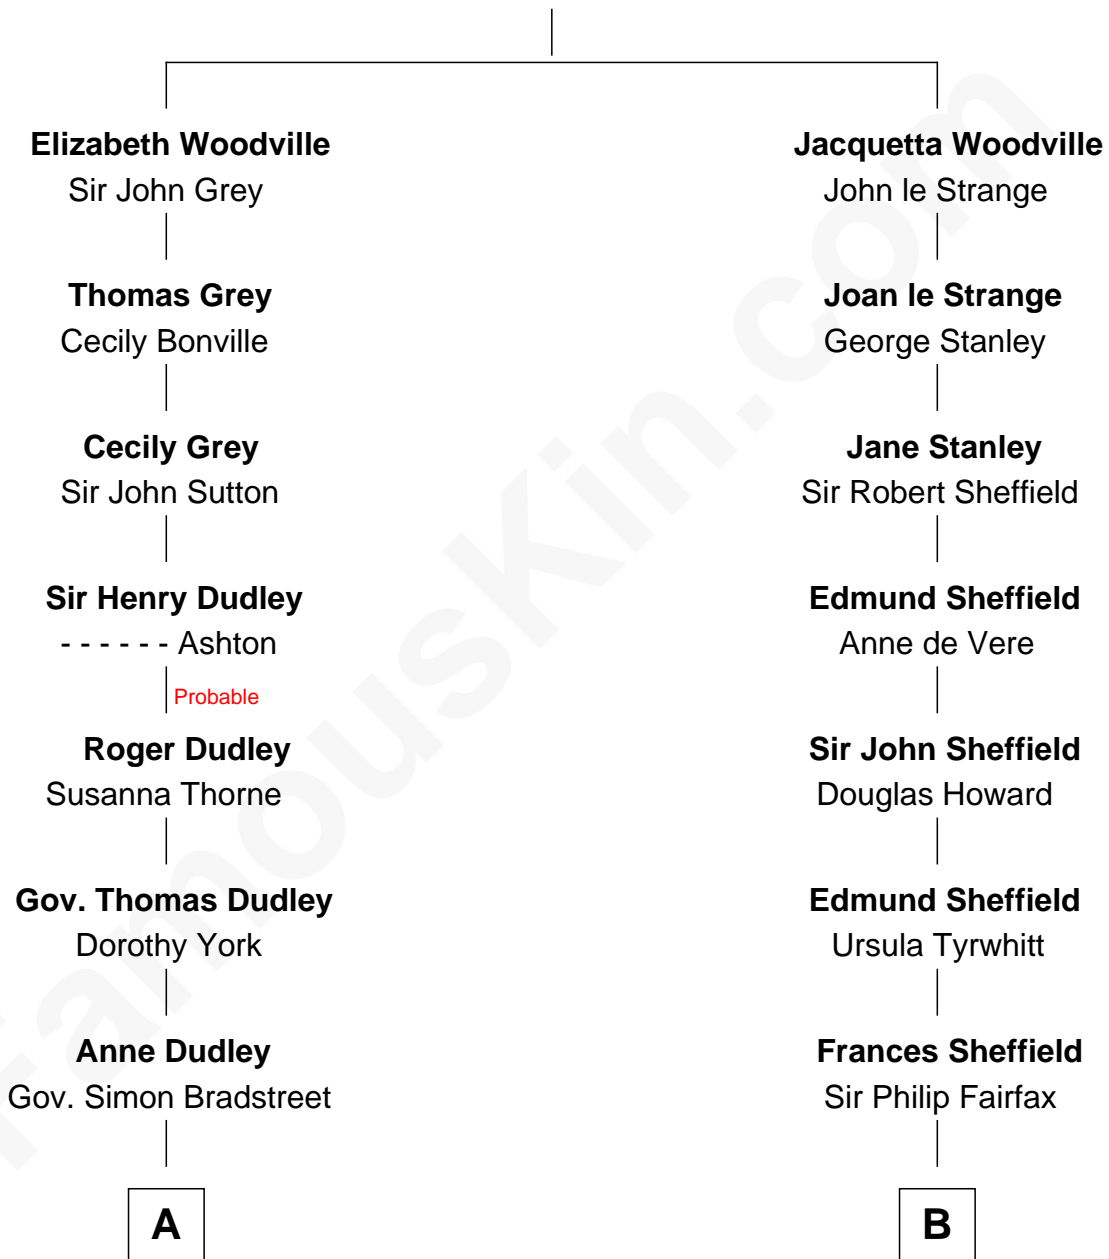 Elizabeth Woodville
Sir John Grey
Thomas Grey
Cecily Bonville
Cecily Grey
Sir John Sutton
Sir Henry Dudley
- - - - - - Ashton
Probable
Roger Dudley
Susanna Thorne
Gov. Thomas Dudley
Dorothy York
Anne Dudley
Gov. Simon Bradstreet
A
Jacquetta Woodville
John le Strange
Joan le Strange
George Stanley
Jane Stanley
Sir Robert Sheffield
Edmund Sheffield
Anne de Vere
Sir John Sheffield
Douglas Howard
Edmund Sheffield
Ursula Tyrwhitt
Frances Sheffield
Sir Philip Fairfax
B
FamousKin.com